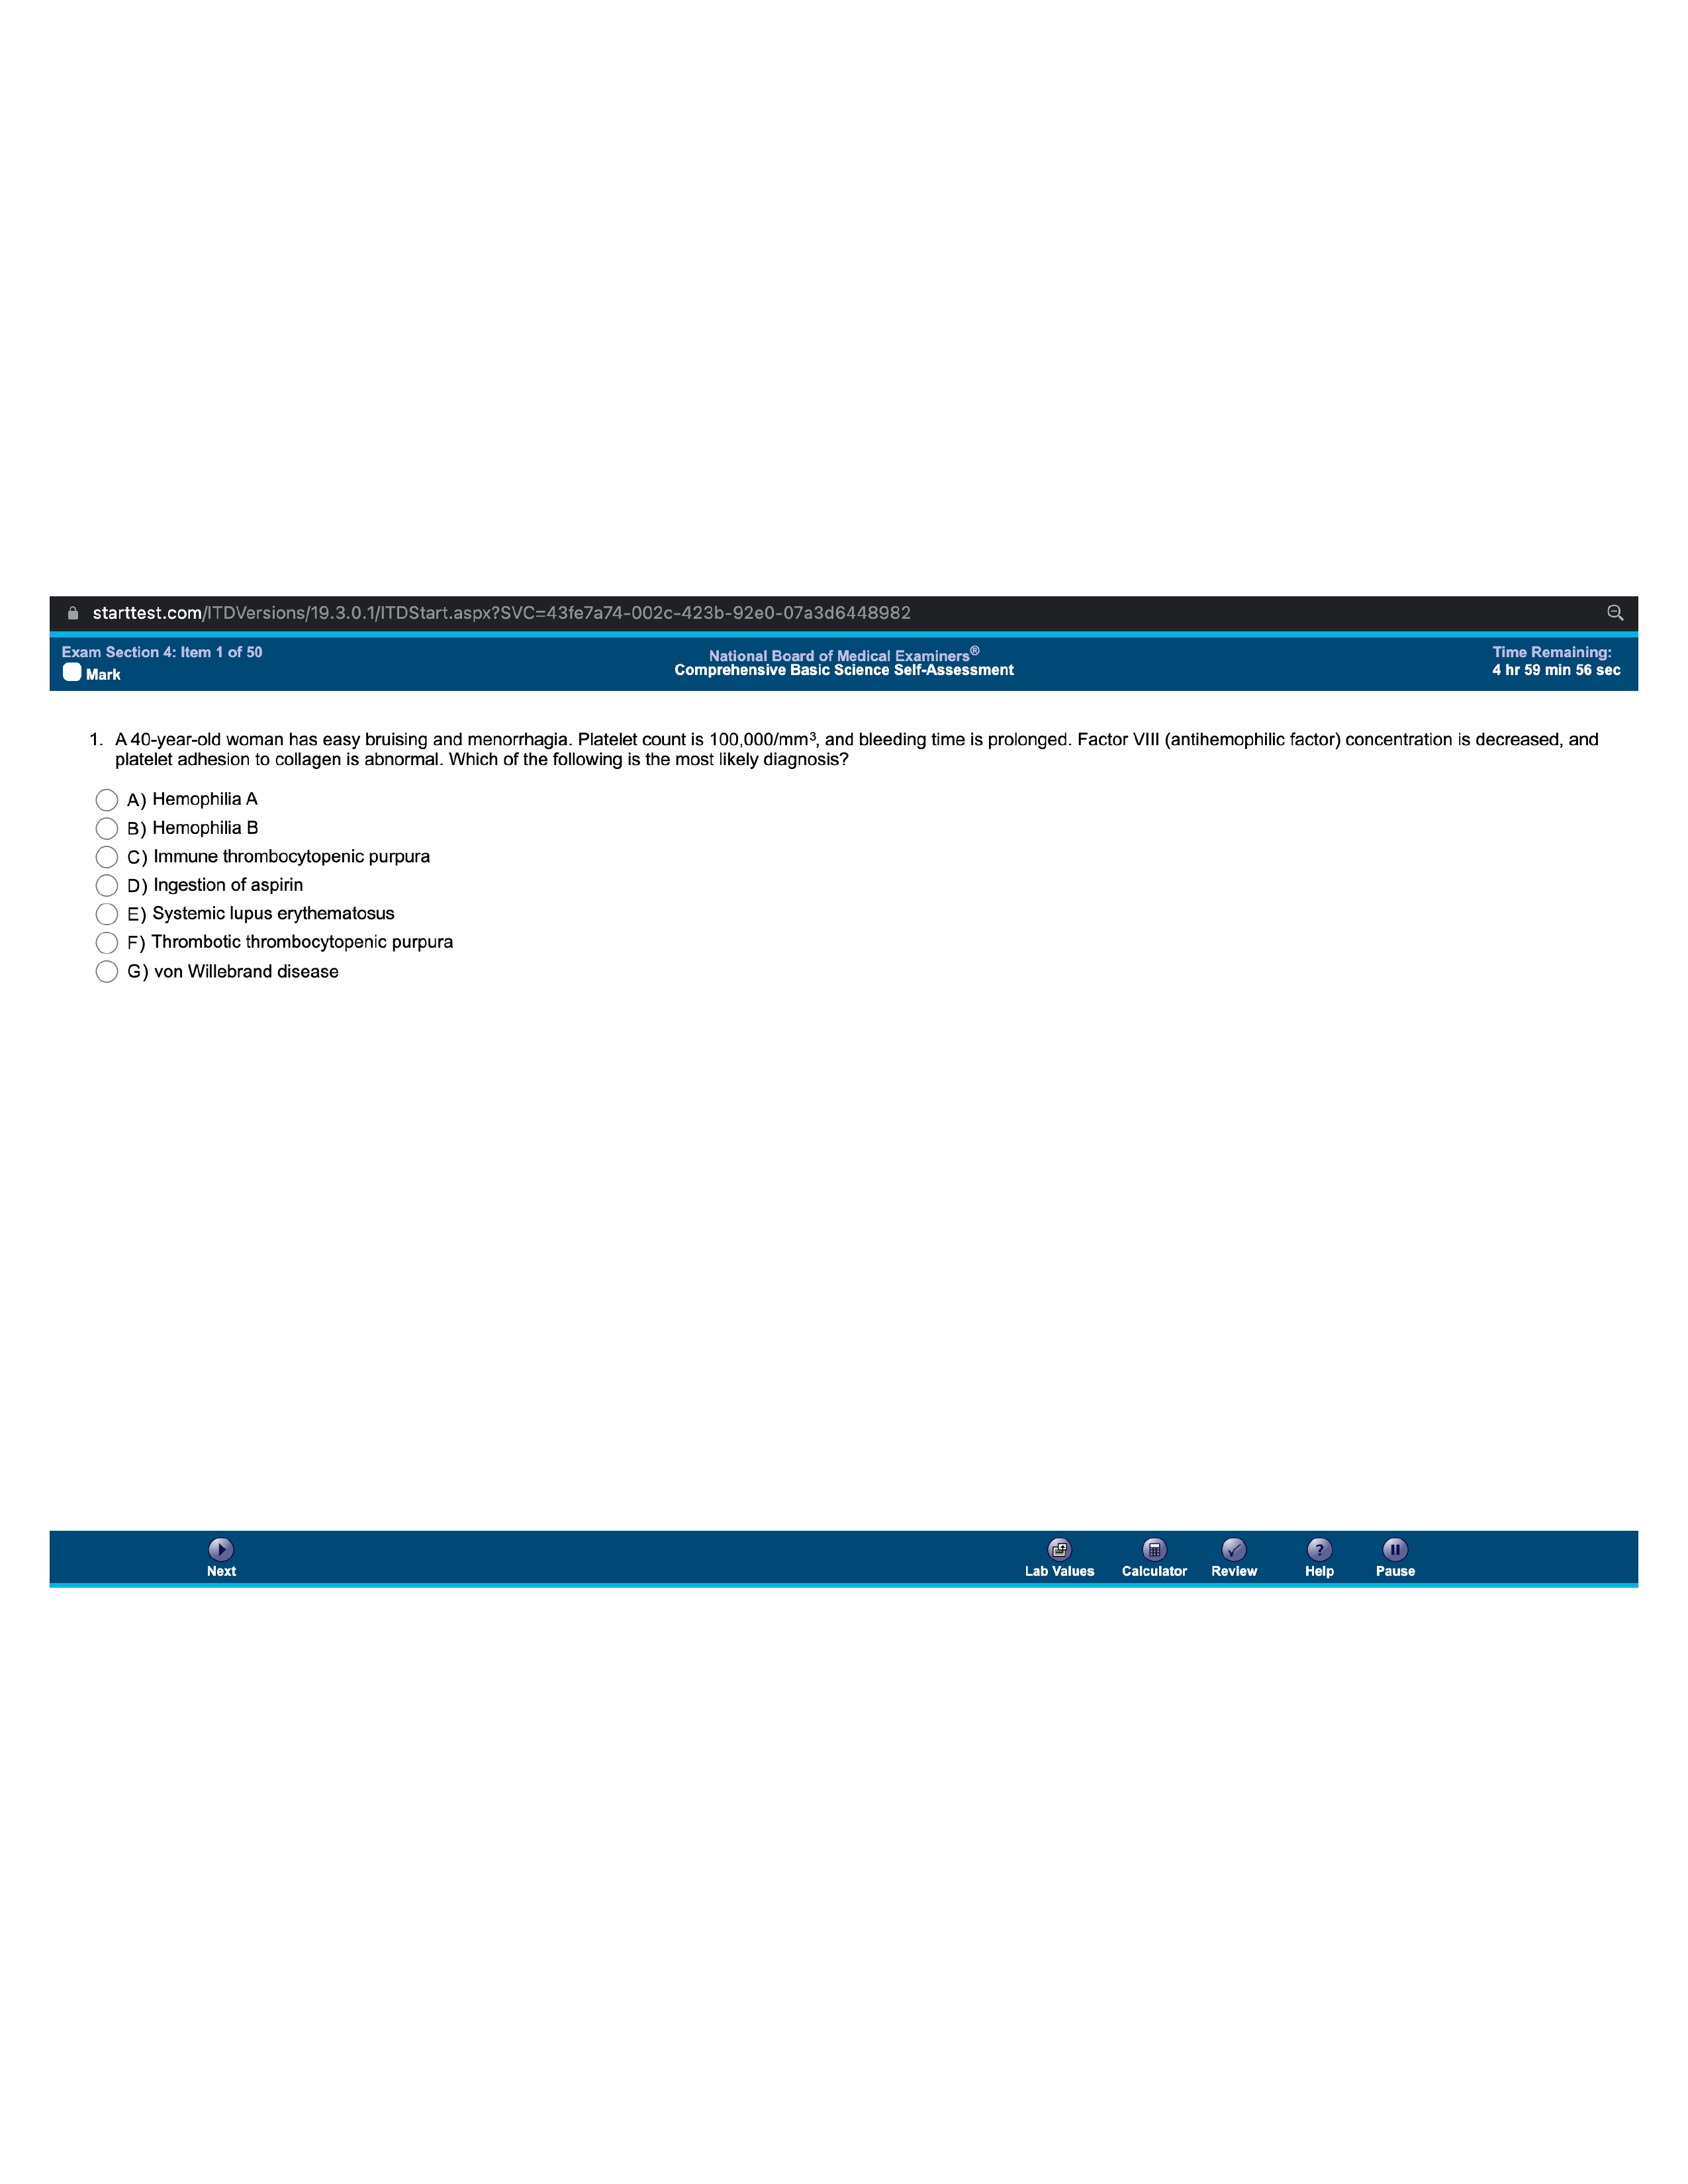 starttest.com/ITDVersions/19.3.0.1/ITDStart.aspx?SVC=43fe7a74-002c-423b-92e0-07a3d6448982
Exam Section 4: Item 1 of 50
National Board of Medical Examiners®
Time Remaining:
Mark
Comprehensive Basic Science Self-Assessment
4 hr 59 min 56 sec
1. A 40-year-old woman has easy bruising and menorrhagia. Platelet count is 100,000/mm³, and bleeding time is prolonged. Factor VIII (antihemophilic factor) concentration is decreased, and
platelet adhesion to collagen is abnormal. Which of the following is the most likely diagnosis?
A) Hemophilia A
B) Hemophilia B
C) Immune thrombocytopenic purpura
D) Ingestion of aspirin
E) Systemic lupus erythematosus
F) Thrombotic thrombocytopenic purpura
G) von Willebrand disease
Next
Lab Values
Calculator
Review
Help
Pause